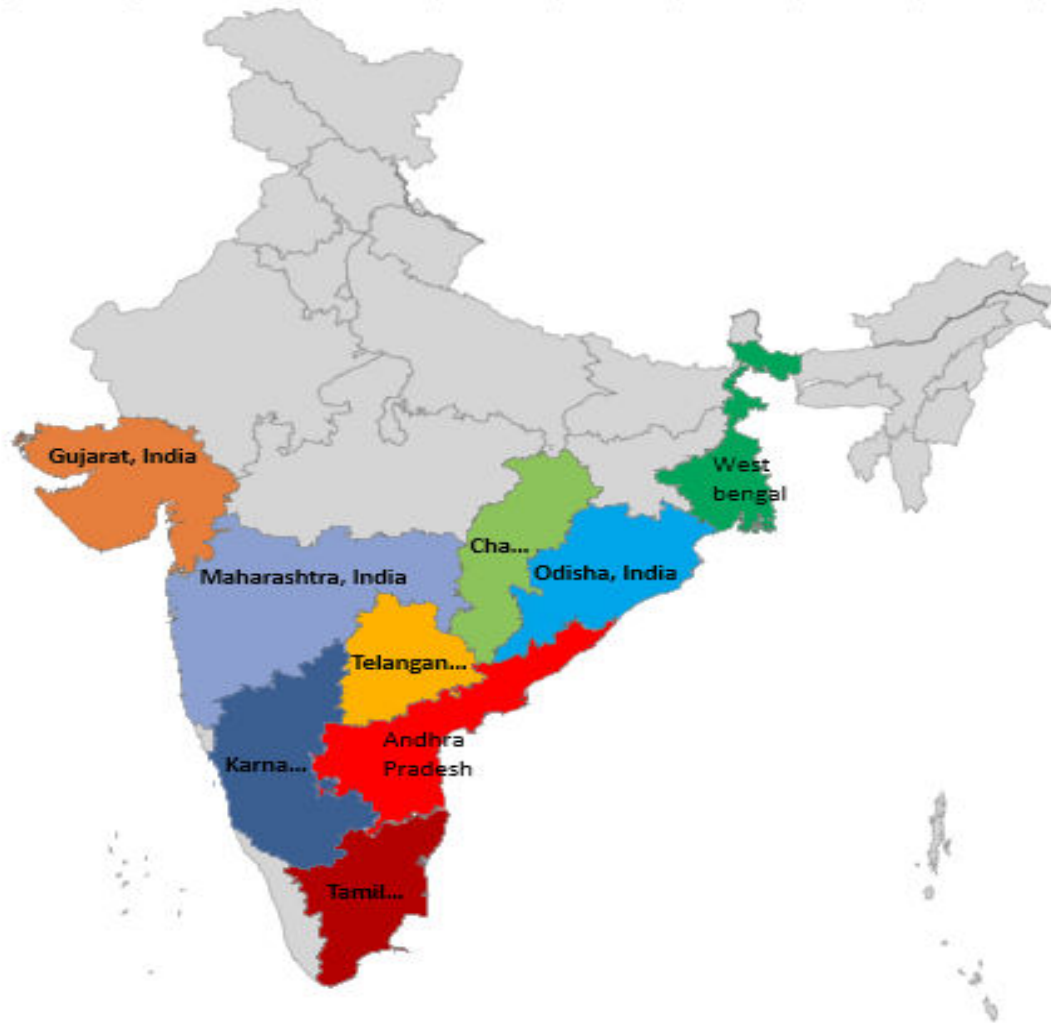 Gujarat, India
West
bengal
Cha...
Odisha, India
Maharashtra, India
Telangan...
Andhra
Pradesh
Karna...
Tamil...